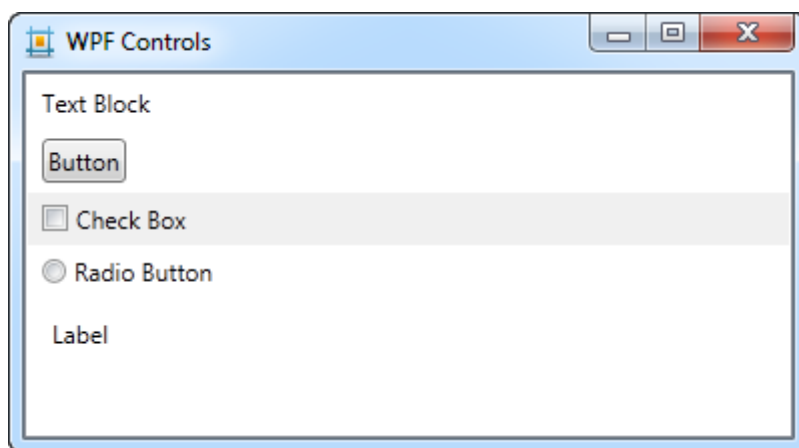 WPF Controls
Text Block
Button
Check Box
Radio Button
Label